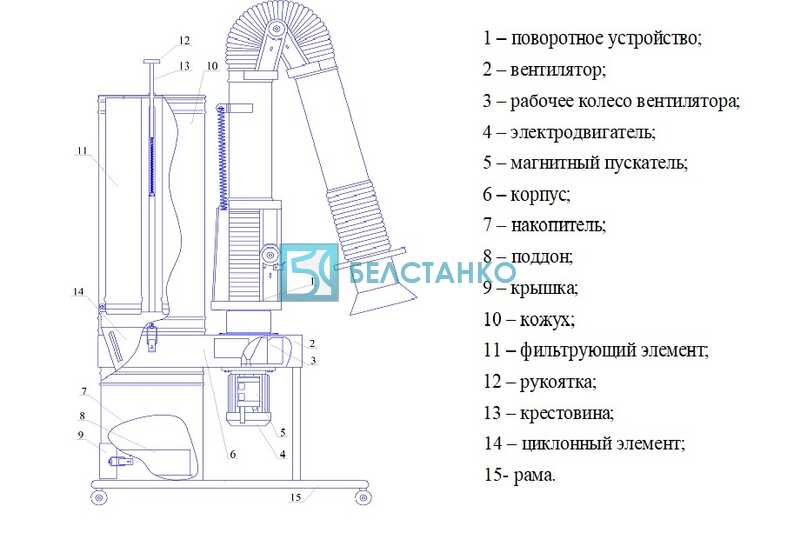 12
13
10
11
14
1
2
3
7
8
9
6
5
4
15
БЕЛСТАНКО
1 – поворотное устройство;
2 – вентилятор;
3 – рабочее колесо вентилятора;
4 – электродвигатель;
5 – магнитный пускатель;
6 – корпус;
7 – накопитель;
8 – поддон;
9 – крышка;
10 – кожух;
11 – фильтрующий элемент;
12 – рукоятка;
13 – крестовина;
14 – циклонный элемент;
15- рама.